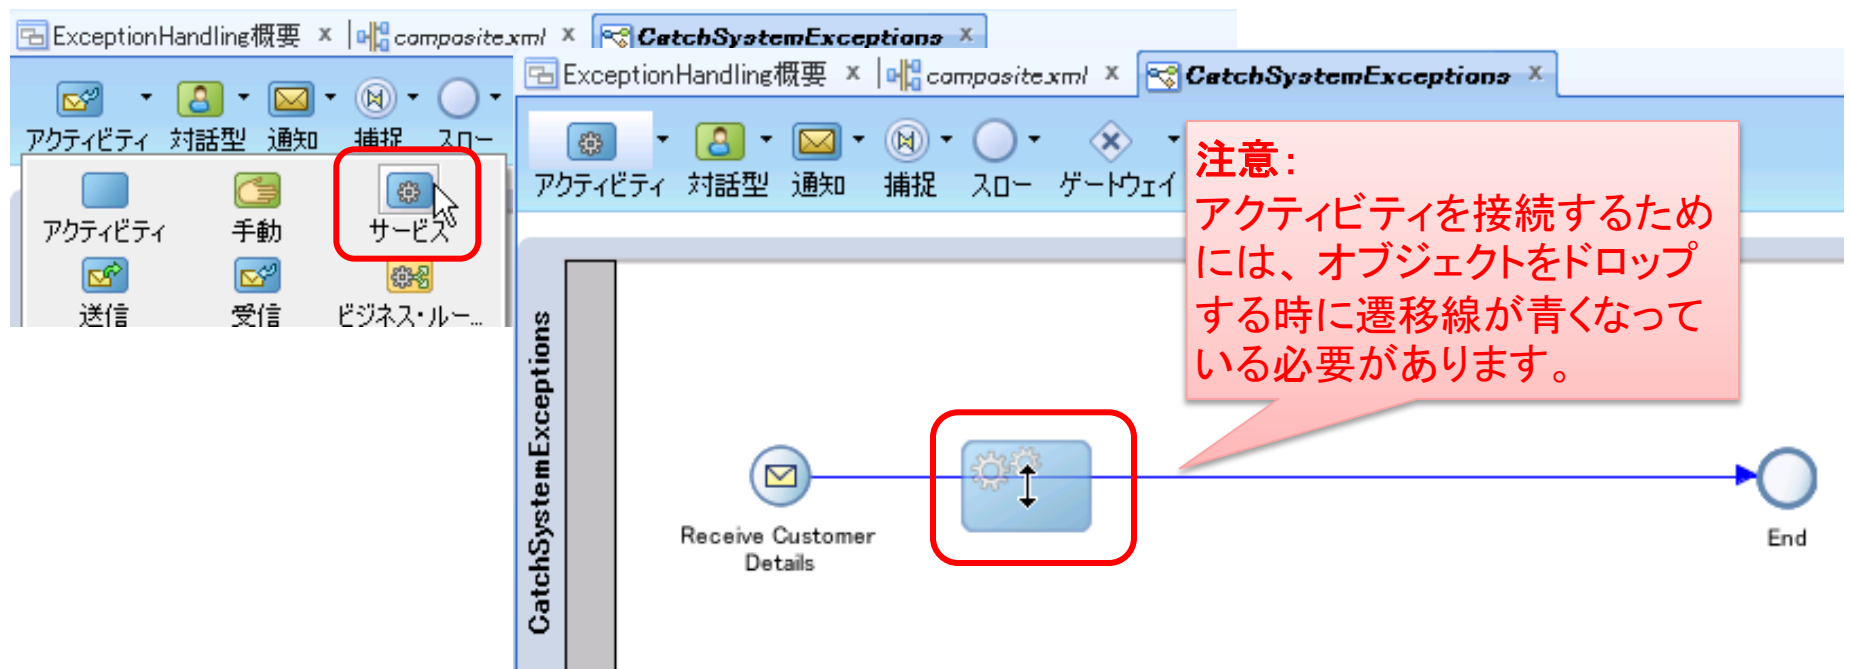 ExceptionHandling概要 x composite.xml x CatchSystemExceptions x
アクティビティ 対話型 通知 捕捉 スロー
アクティビティ 手動 サービス
送信 受信 ビジネス・ルー...
ExceptionHandling概要 x composite.xml x CatchSystemExceptions x
アクティビティ 対話型 通知 捕捉 スロー ゲートウェイ
注意：
アクティビティを接続するため
には、オブジェクトをドロップ
する時に遷移線が青くなって
いる必要があります。
CatchSystemExceptions
Receive Customer
Details
End